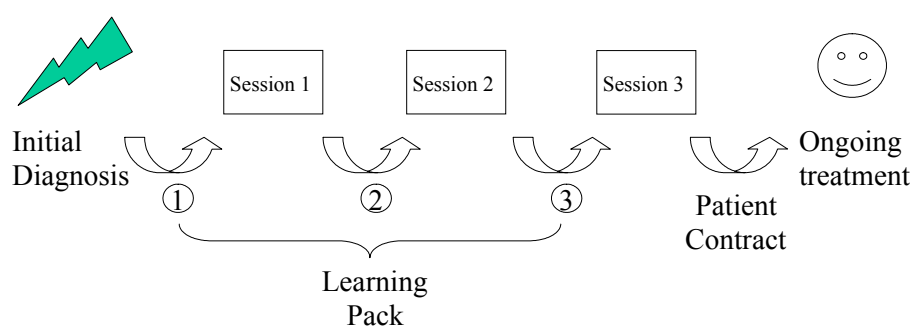 Session 1
Session 2
Session 3
Initial
Diagnosis
Ongoing
treatment
1
2
3
Patient
Contract
Learning
Pack